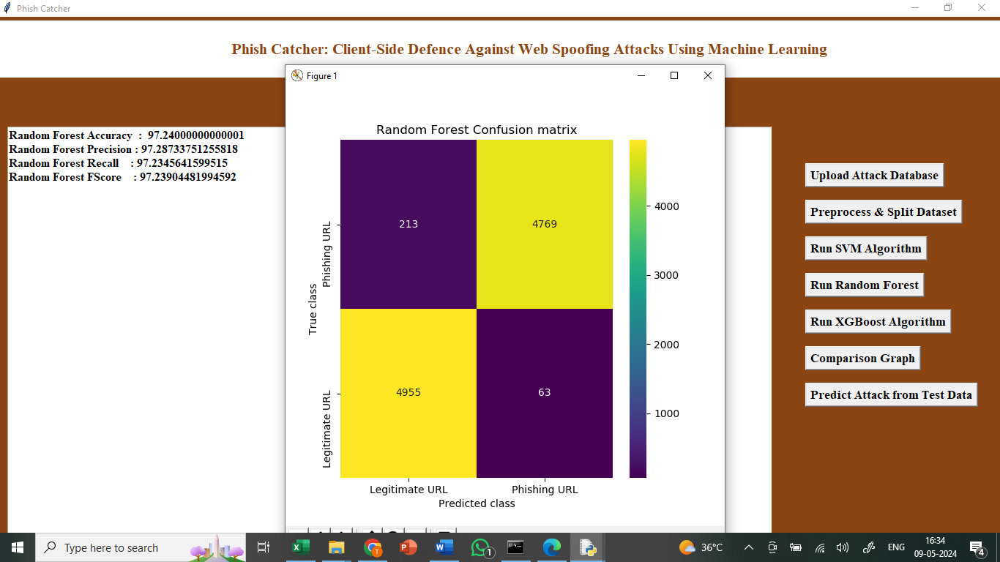 Phish Catcher
Phish Catcher: Client-Side Defence Against Web Spoofing Attacks Using Machine Learning
Figure 1
Random Forest Accuracy  :  97.24000000000001
Random Forest Precision : 97.28733751255818
Random Forest Recall    : 97.2345641599515
Random Forest FScore    : 97.23904481994592
Random Forest Confusion matrix
213
4769
4955
63
True class
Phishing URL
Legitimate URL
Legitimate URL
Phishing URL
Predicted class
4000
3000
2000
1000
Upload Attack Database
Preprocess & Split Dataset
Run SVM Algorithm
Run Random Forest
Run XGBoost Algorithm
Comparison Graph
Predict Attack from Test Data
Type here to search
T
1
36°C
ENG
16:34
09-05-2024
4